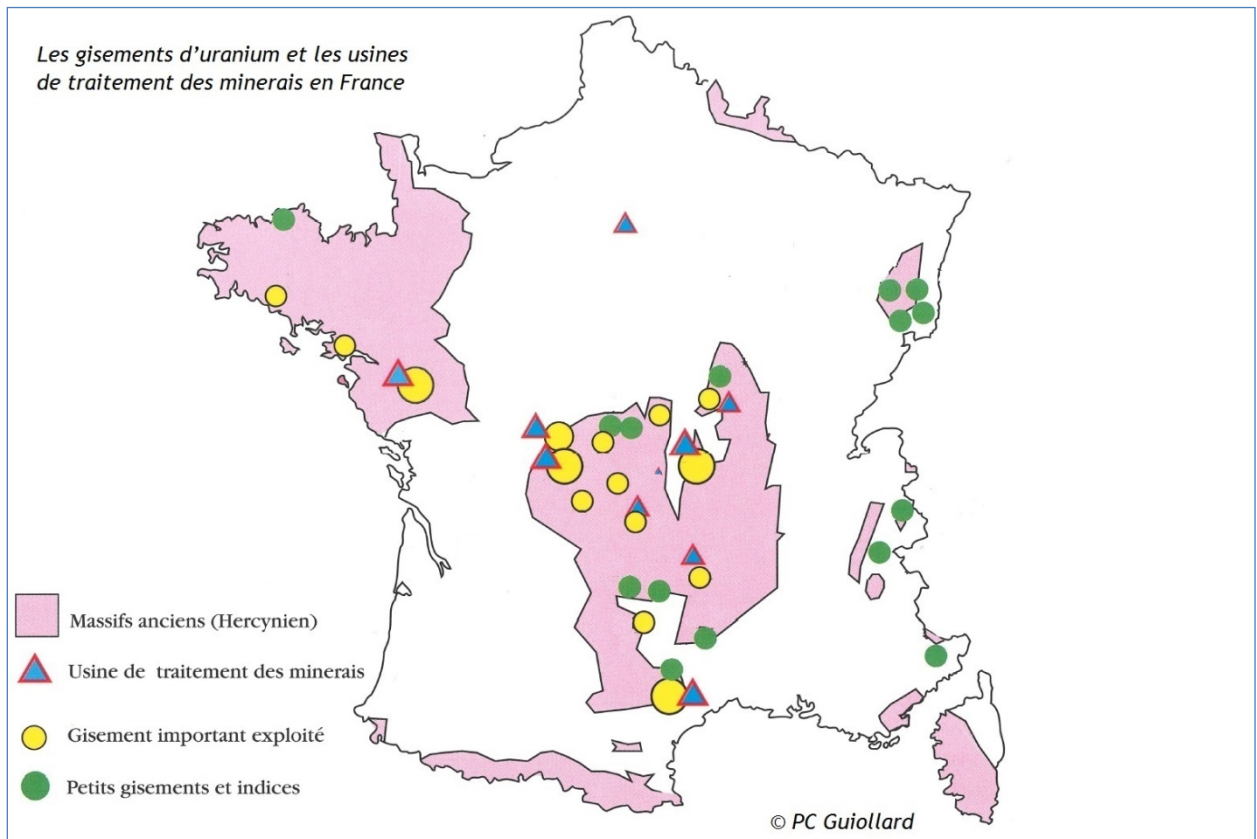 Les gisements d’uranium et les usines
de traitement des minerais en France
Massifs anciens (Hercynien)
Usine de traitement des minerais
Gisement important exploité
Petits gisements et indices
© PC Guiollard